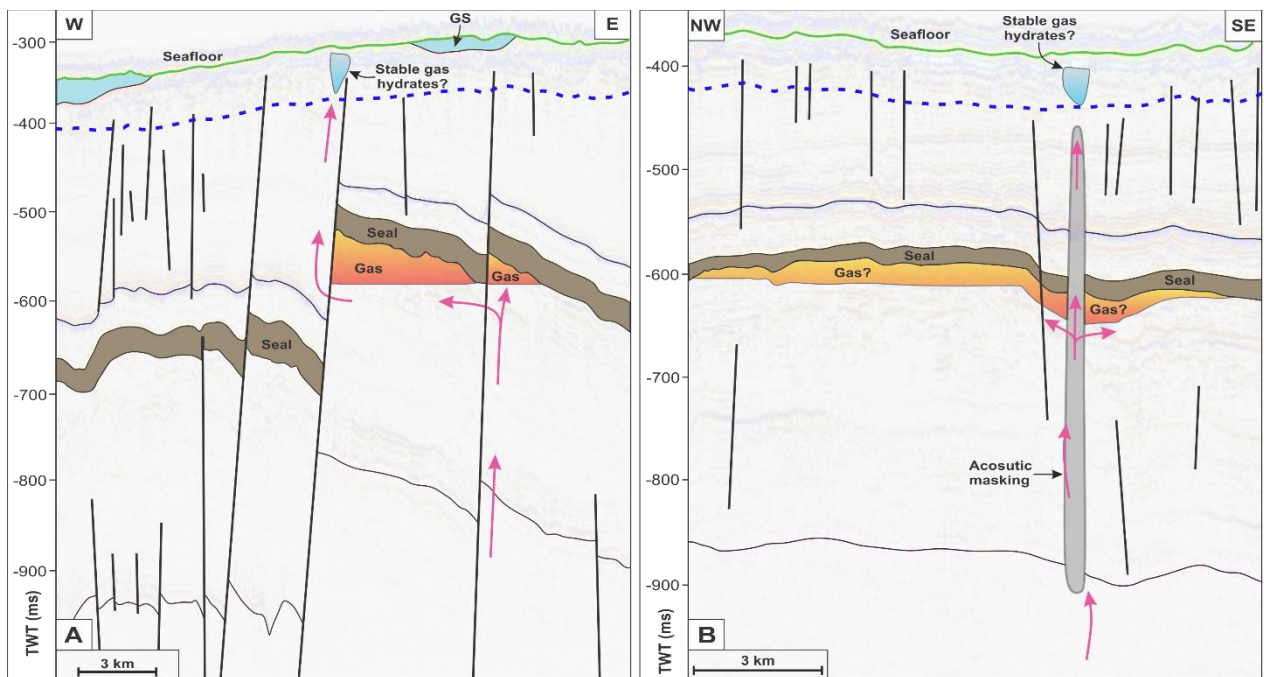 W
GS
E
-300
Seafloor
Stable gas
hydrates?
-400
-500
Seal
Gas
Gas
-600
Seal
-700
-800
-900
TWT (ms)
A
3 km
NW
Seafloor
Stable gas
hydrates?
SE
-400
-500
Seal
Gas?
-600
Seal
Gas?
-700
Acosutic
masking
-800
-900
TWT (ms)
B
3 km